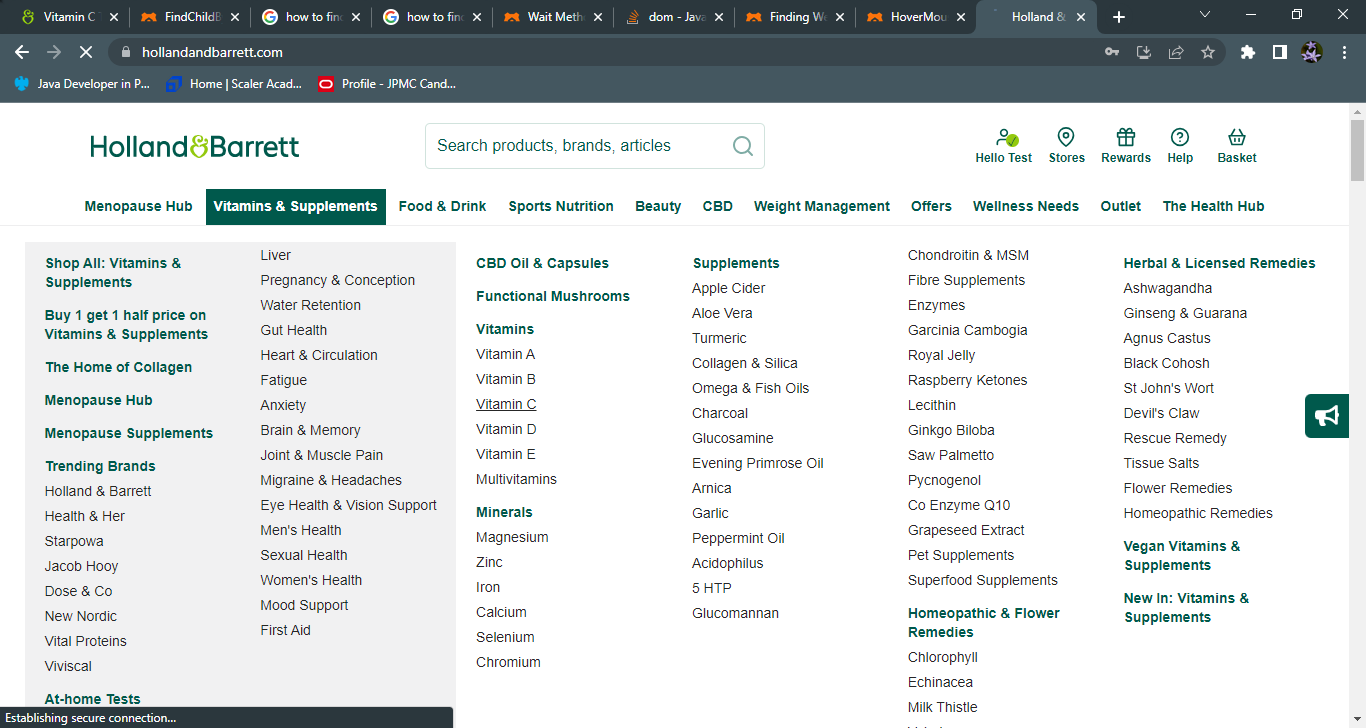 Vitamin C
FindChildB
how to find
how to find
Wait Meth
dom - Java
Finding We
HoverMou
Holland &
hollandandbarrett.com
Java Developer in P...
Home | Scaler Acad...
Profile - JPMC Cand...
Holland&Barrett
Search products, brands, articles
Hello Test
Stores
Rewards
Help
Basket
Menopause Hub
Vitamins & Supplements
Food & Drink
Sports Nutrition
Beauty
CBD
Weight Management
Offers
Wellness Needs
Outlet
The Health Hub
Shop All: Vitamins &
Supplements
Buy 1 get 1 half price on
Vitamins & Supplements
The Home of Collagen
Menopause Hub
Menopause Supplements
Trending Brands
Holland & Barrett
Health & Her
Starpowa
Jacob Hooy
Dose & Co
New Nordic
Vital Proteins
Viviscal
At-home Tests
Liver
Pregnancy & Conception
Water Retention
Gut Health
Heart & Circulation
Fatigue
Anxiety
Brain & Memory
Joint & Muscle Pain
Migraine & Headaches
Eye Health & Vision Support
Men's Health
Sexual Health
Women's Health
Mood Support
First Aid
CBD Oil & Capsules
Functional Mushrooms
Vitamins
Vitamin A
Vitamin B
Vitamin C
Vitamin D
Vitamin E
Multivitamins
Minerals
Magnesium
Zinc
Iron
Calcium
Selenium
Chromium
Supplements
Apple Cider
Aloe Vera
Turmeric
Collagen & Silica
Omega & Fish Oils
Charcoal
Glucosamine
Evening Primrose Oil
Arnica
Garlic
Peppermint Oil
Acidophilus
5 HTP
Glucomannan
Chondroitin & MSM
Fibre Supplements
Enzymes
Garcinia Cambogia
Royal Jelly
Raspberry Ketones
Lecithin
Ginkgo Biloba
Saw Palmetto
Pycnogenol
Co Enzyme Q10
Grapeseed Extract
Pet Supplements
Superfood Supplements
Homeopathic & Flower
Remedies
Chlorophyll
Echinacea
Milk Thistle
Herbal & Licensed Remedies
Ashwagandha
Ginseng & Guarana
Agnus Castus
Black Cohosh
St John's Wort
Devil's Claw
Rescue Remedy
Tissue Salts
Flower Remedies
Homeopathic Remedies
Vegan Vitamins &
Supplements
New In: Vitamins &
Supplements
Establishing secure connection...